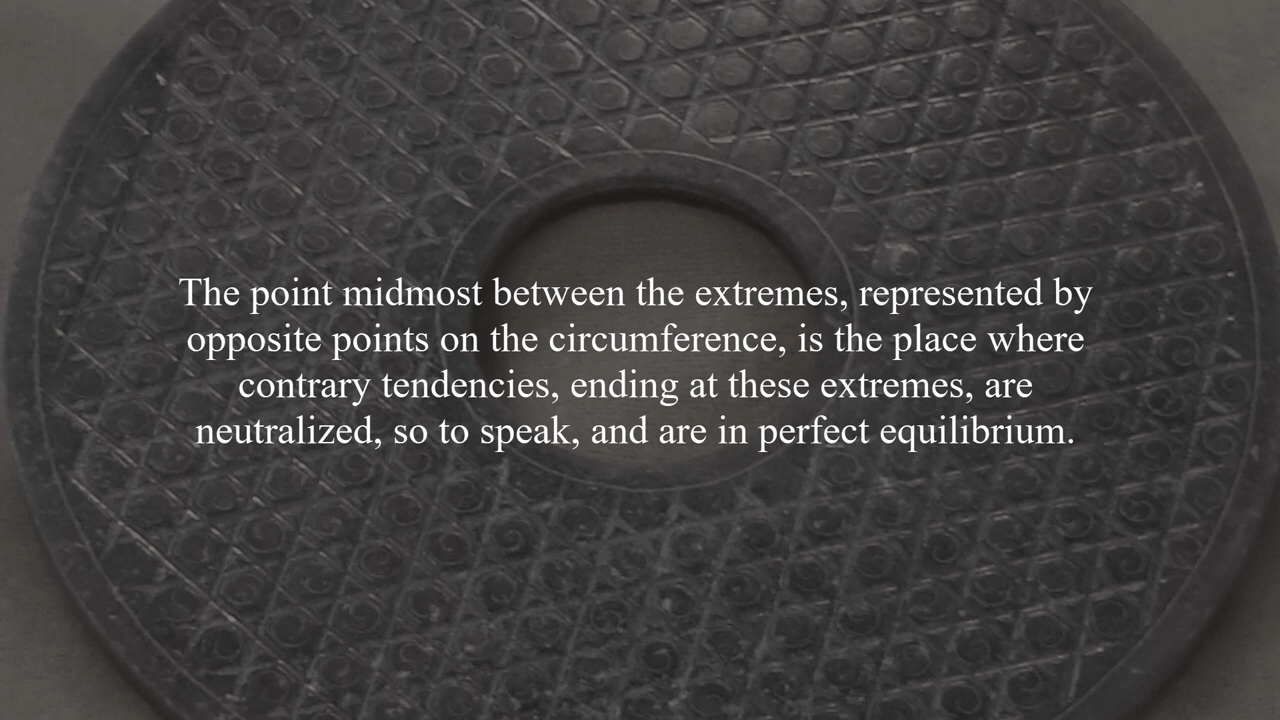 The point midmost between the extremes, represented by
opposite points on the circumference, is the place where
contrary tendencies, ending at these extremes, are
neutralized, so to speak, and are in perfect equilibrium.